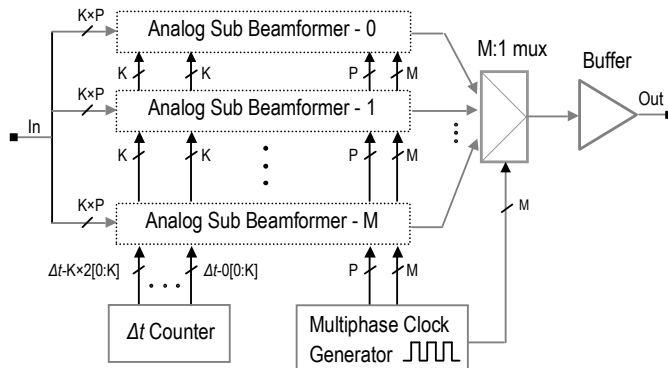 K×P
Analog Sub Beamformer - 0
M:1 mux
K
K
P
M
Buffer
In
K×P
Analog Sub Beamformer - 1
Out
K
K
P
M
K×P
Analog Sub Beamformer - M
M
Δt-K×2[0:K]
Δt-0[0:K]
P
M
Δt Counter
Multiphase Clock
Generator